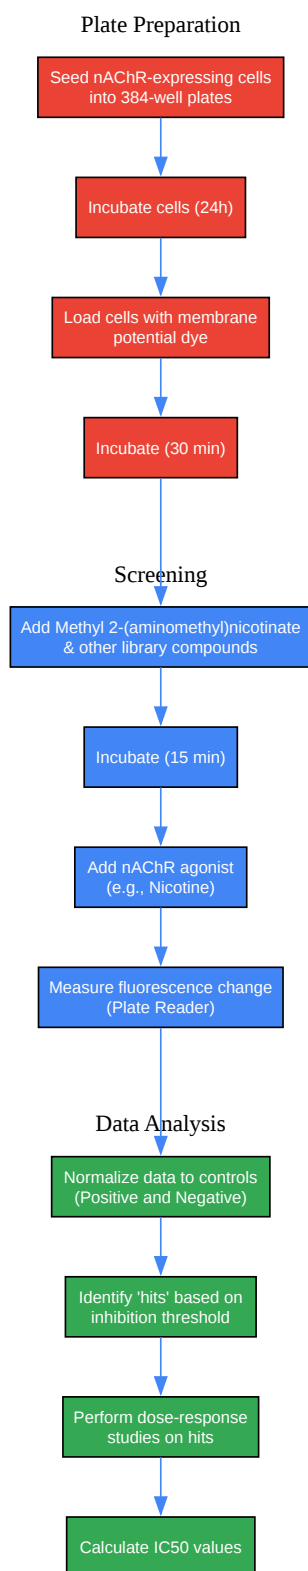 Plate Preparation
Seed nAChR-expressing cells
into 384-well plates
Incubate cells (24h)
Load cells with membrane
potential dye
Incubate (30 min)
Screening
Add Methyl 2-(aminomethyl)nicotinate
& other library compounds
Incubate (15 min)
Add nAChR agonist
(e.g., Nicotine)
Measure fluorescence change
(Plate Reader)
Data Analysis
Normalize data to controls
(Positive and Negative)
Identify 'hits' based on
inhibition threshold
Perform dose-response
studies on hits
Calculate IC50 values